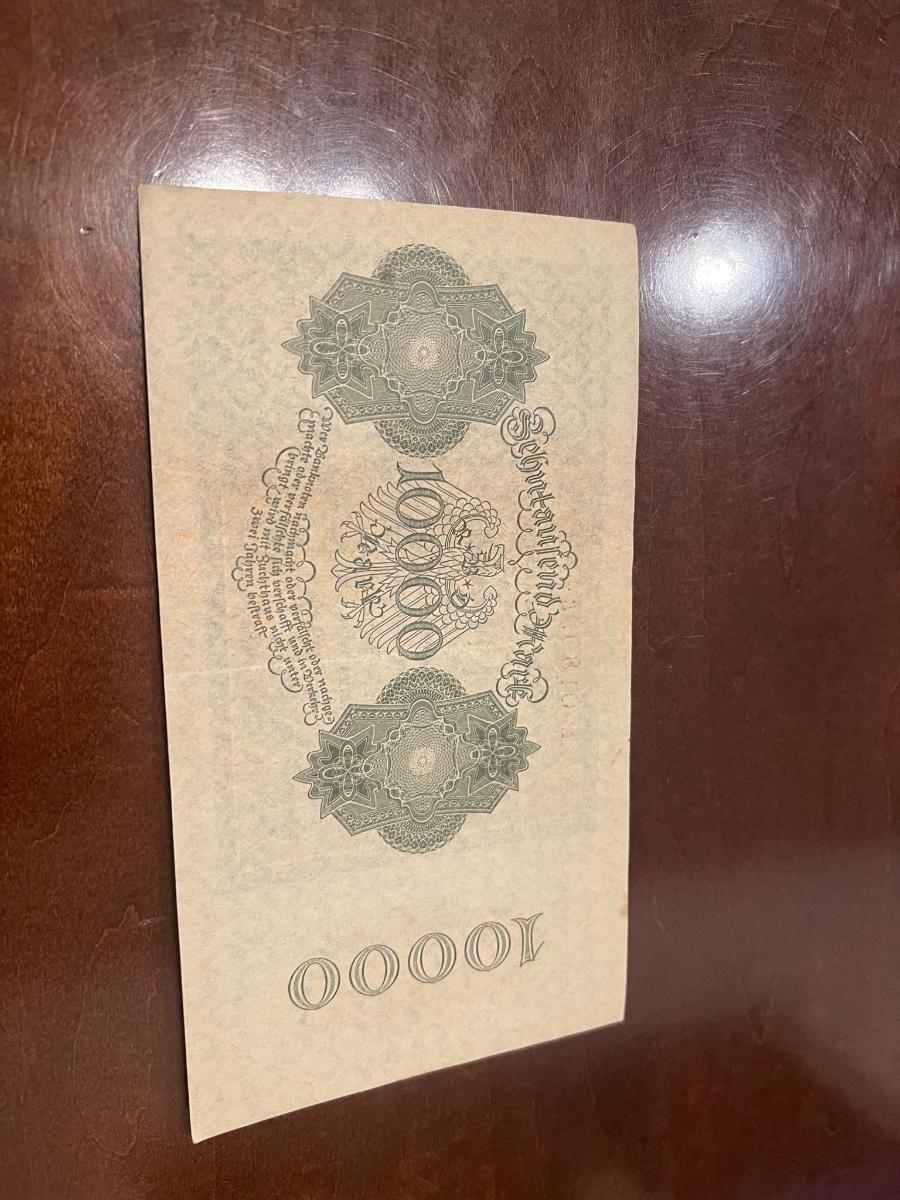 Zehntausend Mark
10000
Wer Banknoten nachmacht oder verfälscht oder nachge=
machte oder verfälschte sich verschafft und in Verkehr
bringt, wird mit Zuchthaus nicht unter
zwei Jahren bestraft
10000